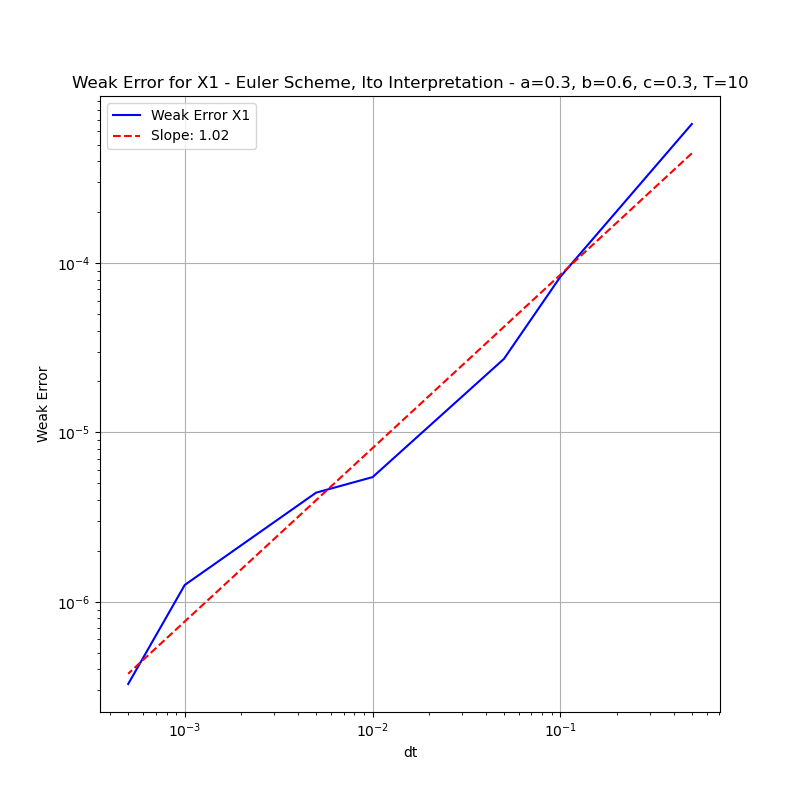 Weak Error for X1 - Euler Scheme, Ito Interpretation - a=0.3, b=0.6, c=0.3, T=10
Weak Error X1
Slope: 1.02
10⁻⁴
10⁻⁵
10⁻⁶
Weak Error
10⁻³
10⁻²
10⁻¹
dt